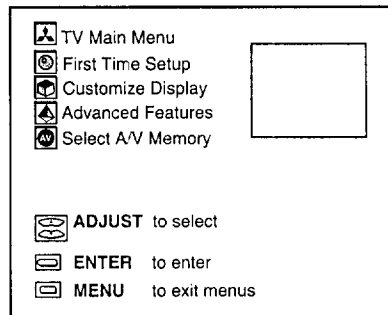 TV Main Menu
First Time Setup
Customize Display
Advanced Features
AV Select A/V Memory
ADJUST to select
ENTER to enter
MENU to exit menus